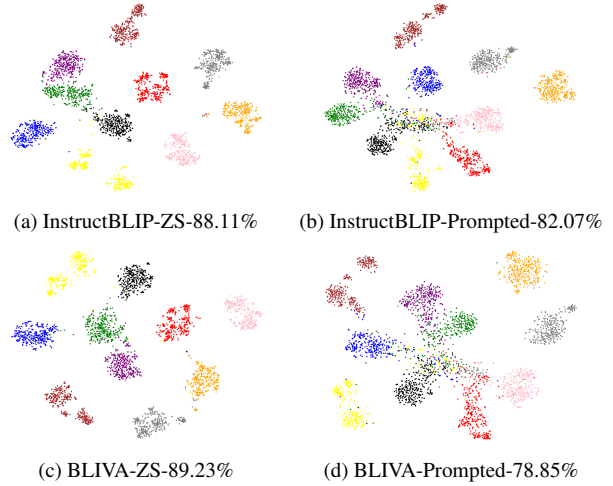 (a) InstructBLIP-ZS-88.11%
(b) InstructBLIP-Prompted-82.07%
(c) BLIVA-ZS-89.23%
(d) BLIVA-Prompted-78.85%